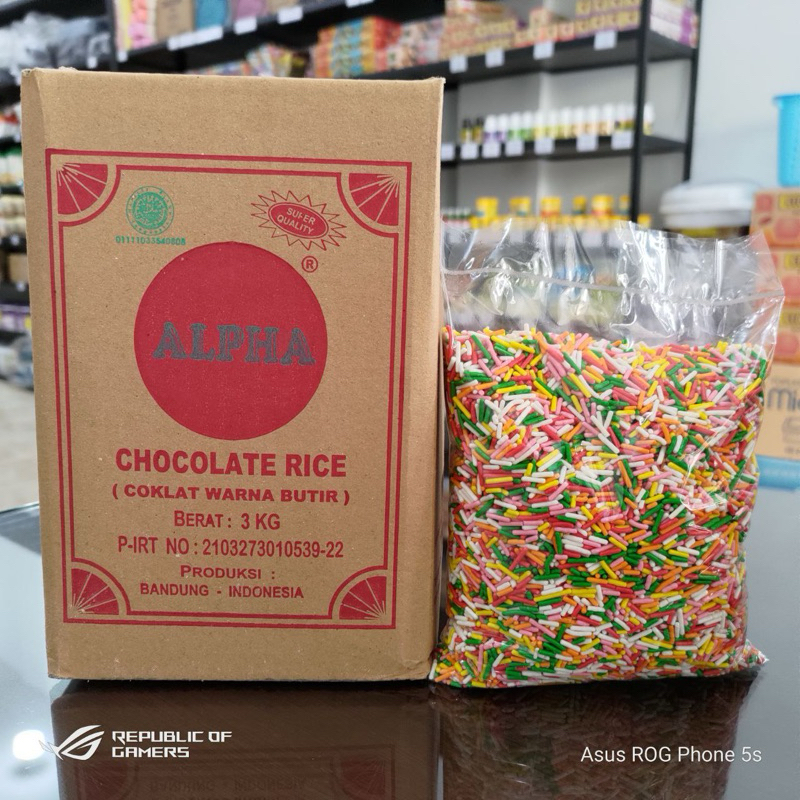 01111033540808
SUPER
QUALITY
®
ALPHA
CHOCOLATE RICE
( COKLAT WARNA BUTIR )
BERAT : 3 KG
P-IRT NO : 2103273010539-22
PRODUKSI :
BANDUNG - INDONESIA
REPUBLIC OF
GAMERS
Asus ROG Phone 5s